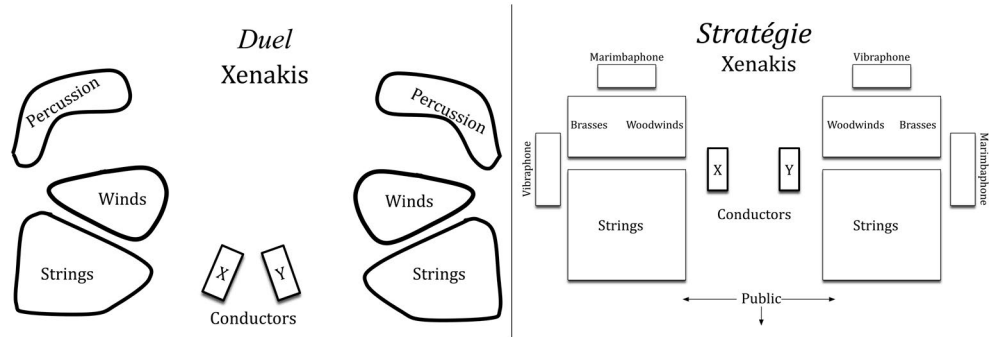 Duel
Xenakis
Percussion
Percussion
Winds
Winds
Strings
X
Y
Strings
Conductors
Stratégie
Xenakis
Marimbaphone
Vibraphone
Brasses
Woodwinds
Woodwinds
Brasses
Vibraphone
X
Y
Marimbaphone
Conductors
Strings
Strings
Public